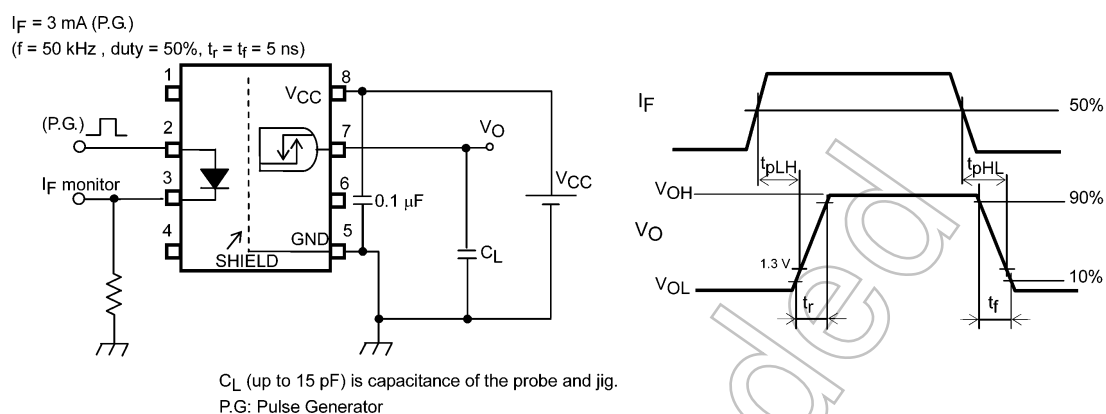 IF = 3 mA (P.G.)
(f = 50 kHz , duty = 50%, tr = tf = 5 ns)
1
8
VCC
(P.G.)
2
7
VO
IF monitor
3
6
0.1 μF
VCC
4
5
GND
SHIELD
CL
CL (up to 15 pF) is capacitance of the probe and jig.
P.G: Pulse Generator
IF
50%
tpLH
tpHL
VOH
90%
VO
1.3 V
VOL
10%
tr
tf
ded